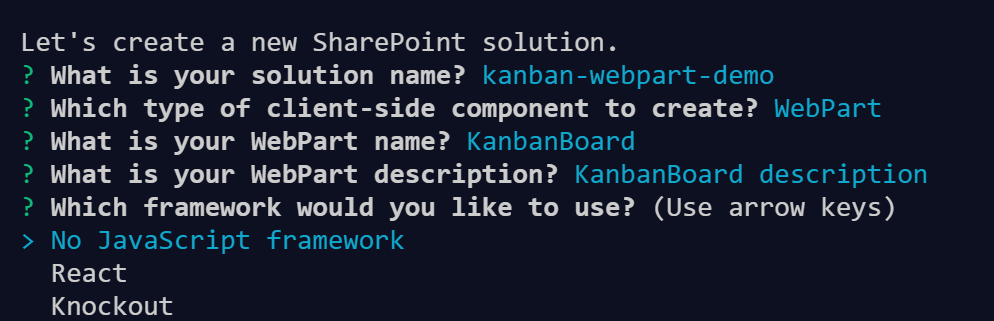 Let's create a new SharePoint solution.
? What is your solution name? kanban-webpart-demo
? Which type of client-side component to create? WebPart
? What is your WebPart name? KanbanBoard
? What is your WebPart description? KanbanBoard description
? Which framework would you like to use? (Use arrow keys)
> No JavaScript framework
  React
  Knockout